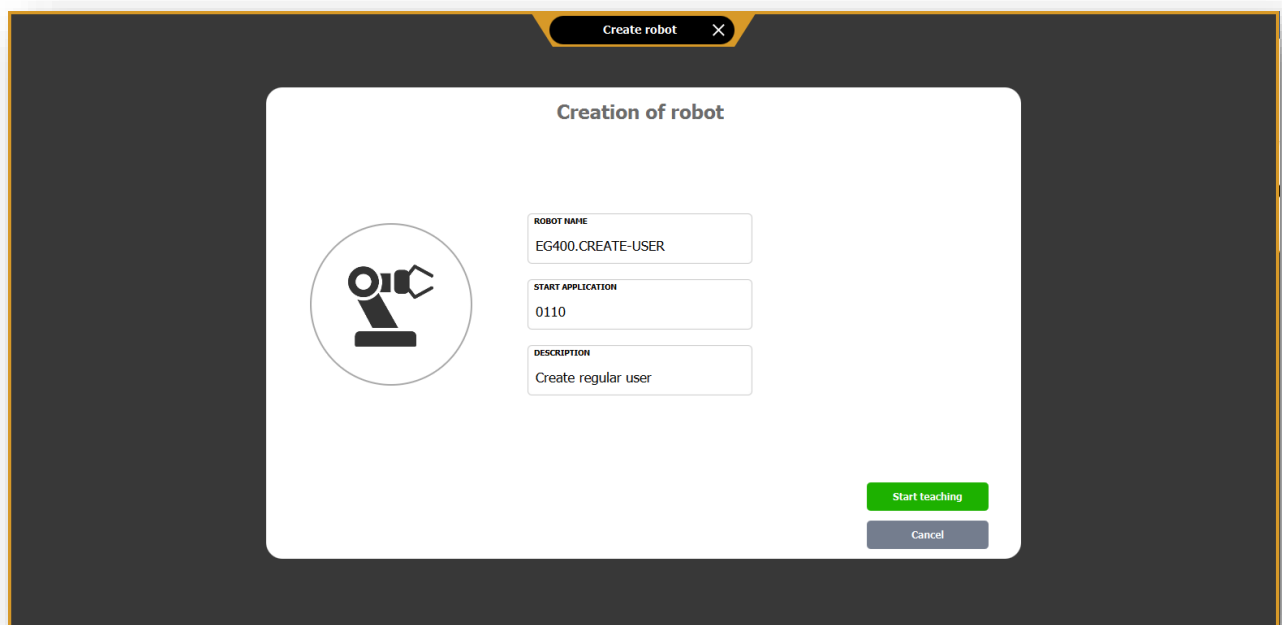 Create robot
Creation of robot
ROBOT NAME
EG400.CREATE-USER
START APPLICATION
0110
DESCRIPTION
Create regular user
Start teaching
Cancel